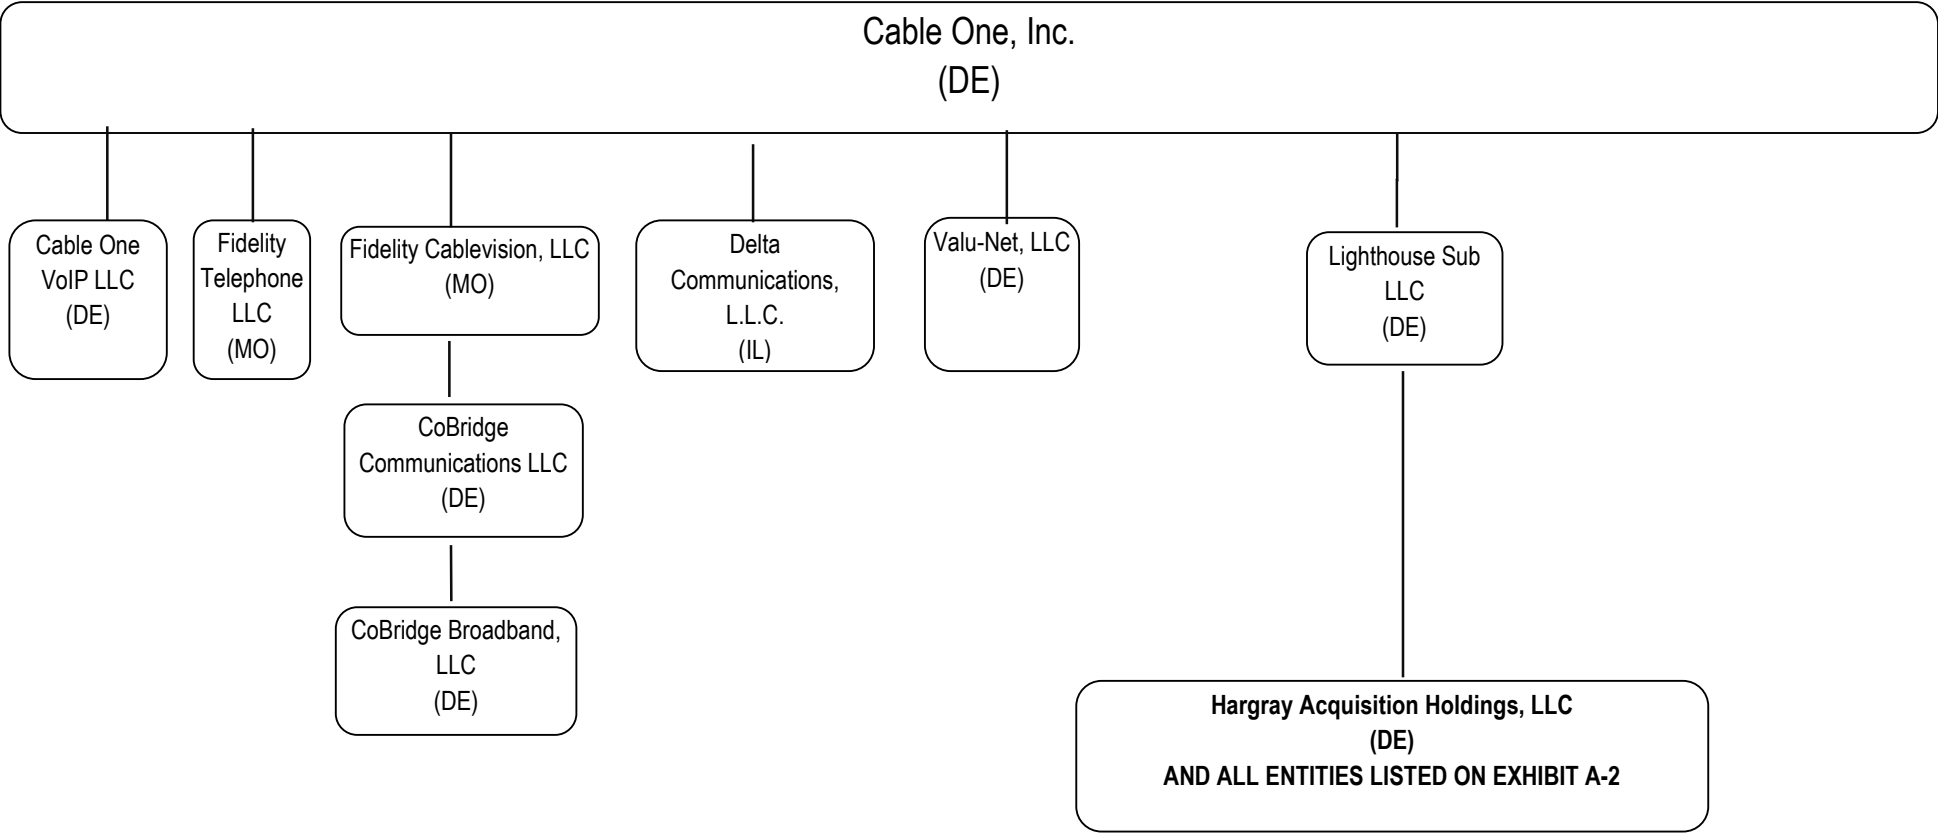 Cable One, Inc.
(DE)
Cable One
VoIP LLC
(DE)
Fidelity
Telephone
LLC
(MO)
Fidelity Cablevision, LLC
(MO)
Delta
Communications,
L.L.C.
(IL)
Valu-Net, LLC
(DE)
Lighthouse Sub
LLC
(DE)
CoBridge
Communications LLC
(DE)
CoBridge Broadband,
LLC
(DE)
Hargray Acquisition Holdings, LLC
(DE)
AND ALL ENTITIES LISTED ON EXHIBIT A-2